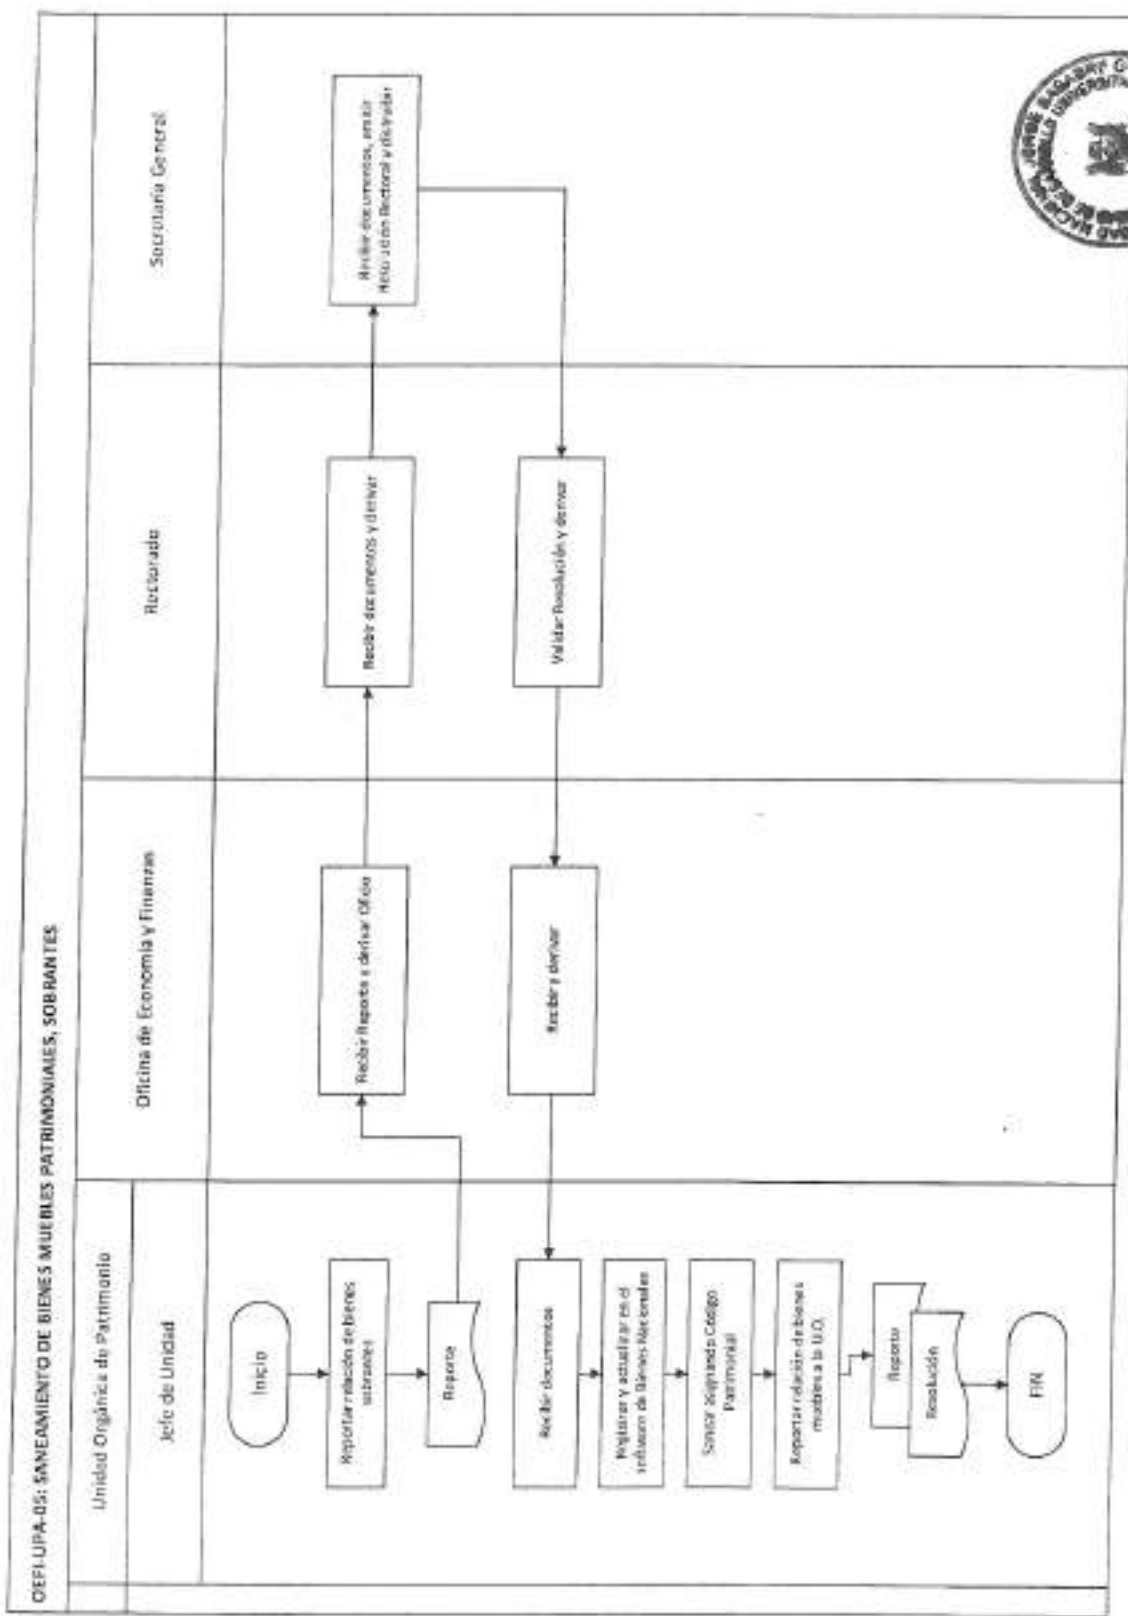 OEFI-UPA-05: SANEAMIENTO DE BIENES MUEBLES PATRIMONIALES, SOBRANTES
Unidad Orgánica de Patrimonio
Jefe de Unidad
Oficina de Economía y Finanzas
Rectorado
Secretaría General
Inicio
Reportar relación de bienes
sobrantes
Reporte
Recibir Reporte y derivar Oficio
Recibir documentos y derivar
Recibir documentos, emitir
Resolución Rectoral y distribuir
Validar Resolución y derivar
Recibir y derivar
Recibir documentos
Registrar y actualizar en el
software de Bienes Nacionales
Sanear asignando Código
Patrimonial
Reportar relación de bienes
muebles a la U.O.
Reporte
Resolución
FIN
JORGE BASADRE G